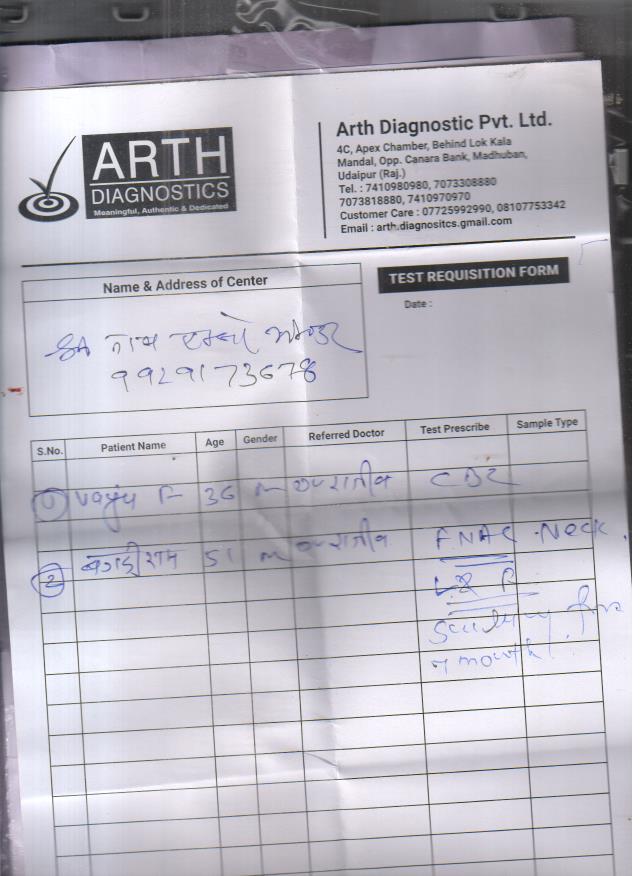 ARTH
DIAGNOSTICS
Meaningful, Authentic & Dedicated
Arth Diagnostic Pvt. Ltd.
4C, Apex Chamber, Behind Lok Kala
Mandal, Opp. Canara Bank, Madhuban,
Udaipur (Raj.)
Tel. : 7410980980, 7073308880
7073818880, 7410970970
Customer Care : 07725992990, 08107753342
Email : arth.diagnositcs.gmail.com
Name & Address of Center
TEST REQUISITION FORM
Date :
9929173678
S.No. Patient Name Age Gender Referred Doctor Test Prescribe Sample Type
1 36 m
2 51 m FNAC Neck
L & R
Swelling for
month